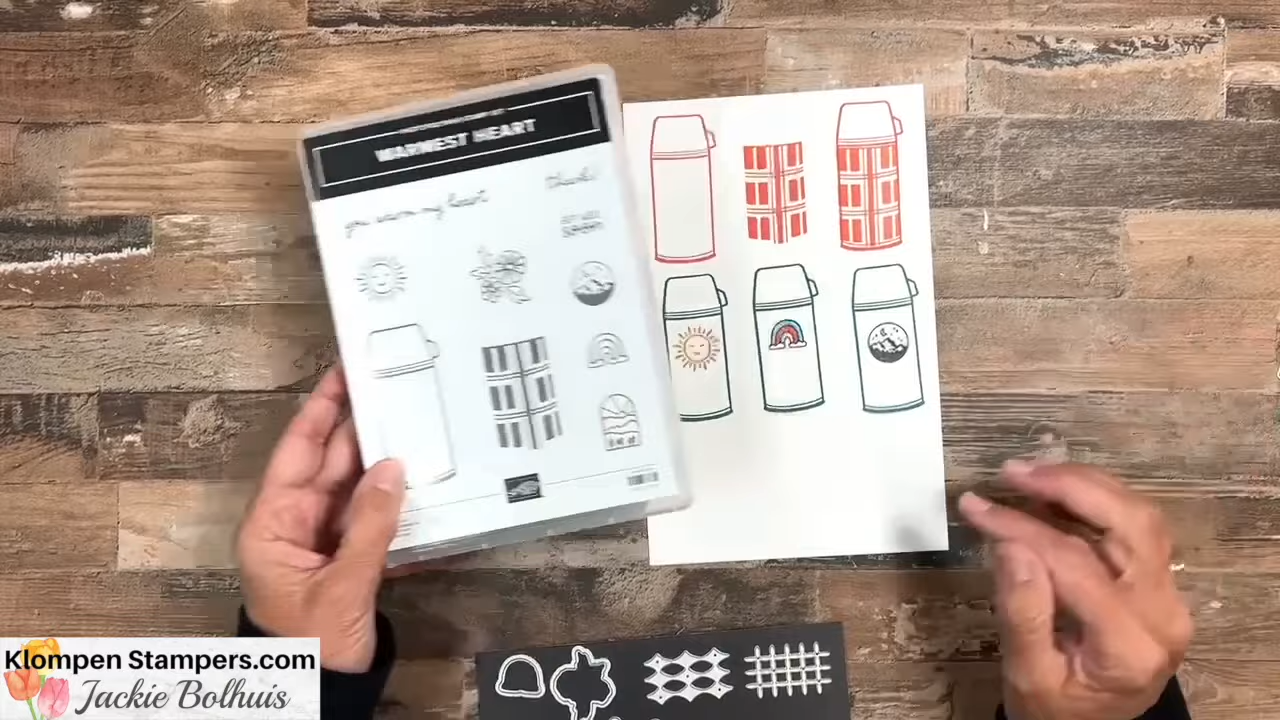 WARMEST HEART
thanks
you warm my heart
Klompen Stampers.com
Jackie Bolhuis